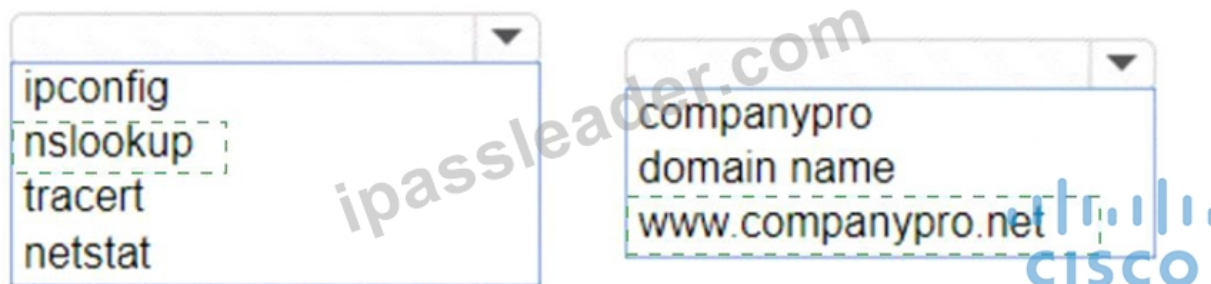 ipconfig
nslookup
tracert
netstat
companypro
domain name
www.companypro.net
ipassleader.com
CISCO